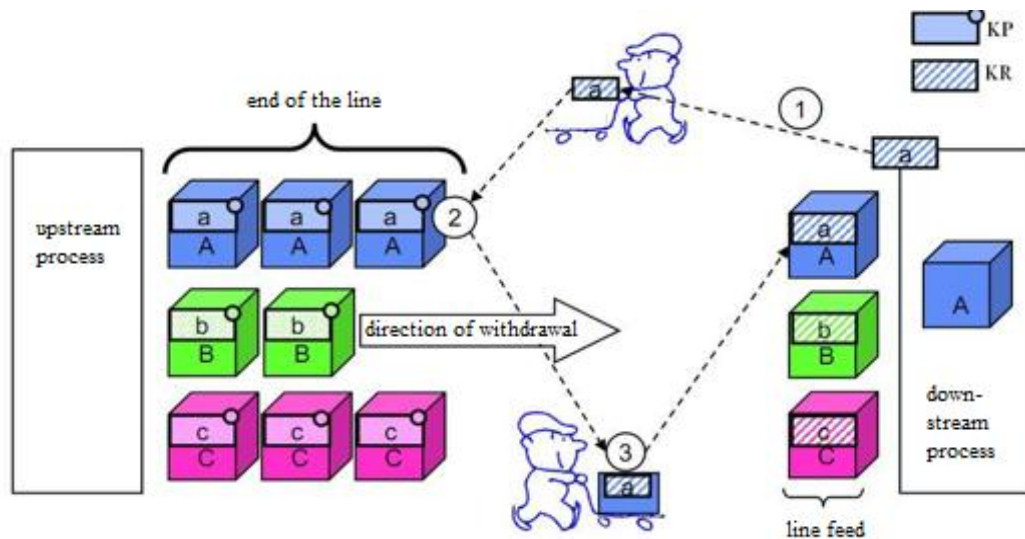 KP
KR
end of the line
a
1
a
a a a
A A A
2
a
A
upstream
process
A
b b
B B
direction of withdrawal
b
B
c c c
C C C
3
a
c
C
down-
stream
process
line feed